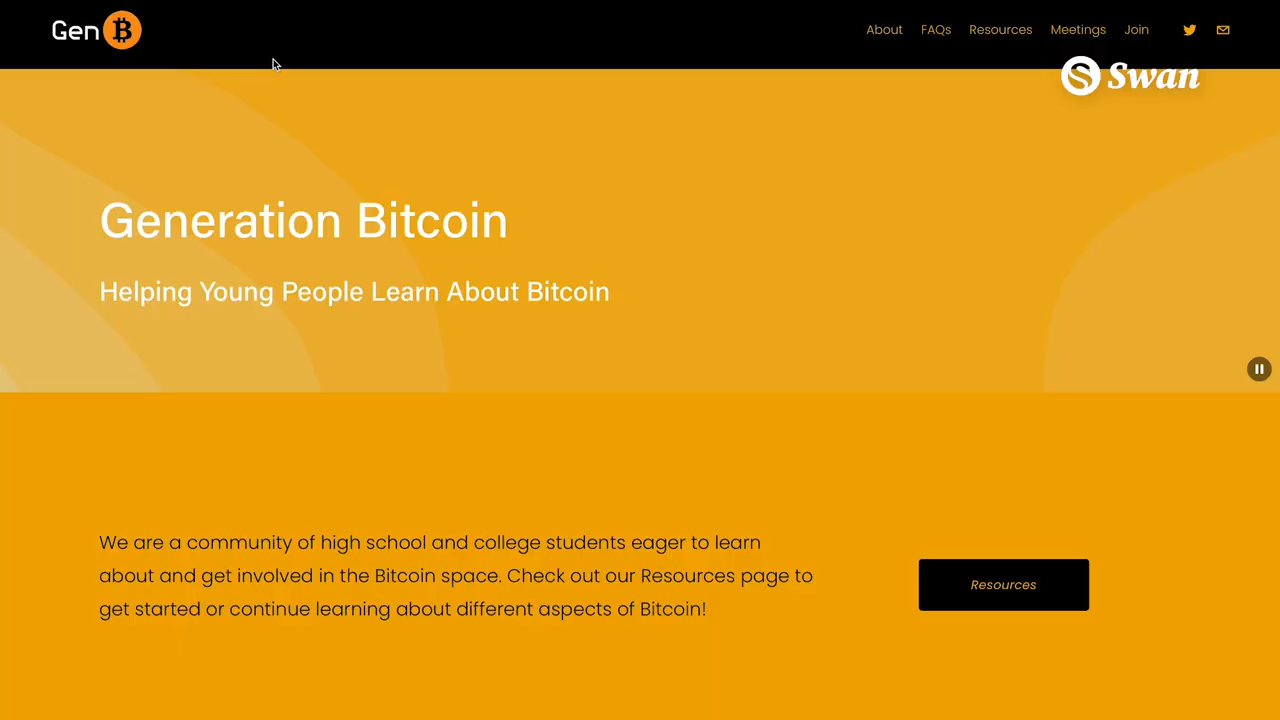 Gen
About FAQs Resources Meetings Join
Swan
Generation Bitcoin
Helping Young People Learn About Bitcoin
We are a community of high school and college students eager to learn
about and get involved in the Bitcoin space. Check out our Resources page to
get started or continue learning about different aspects of Bitcoin!
Resources